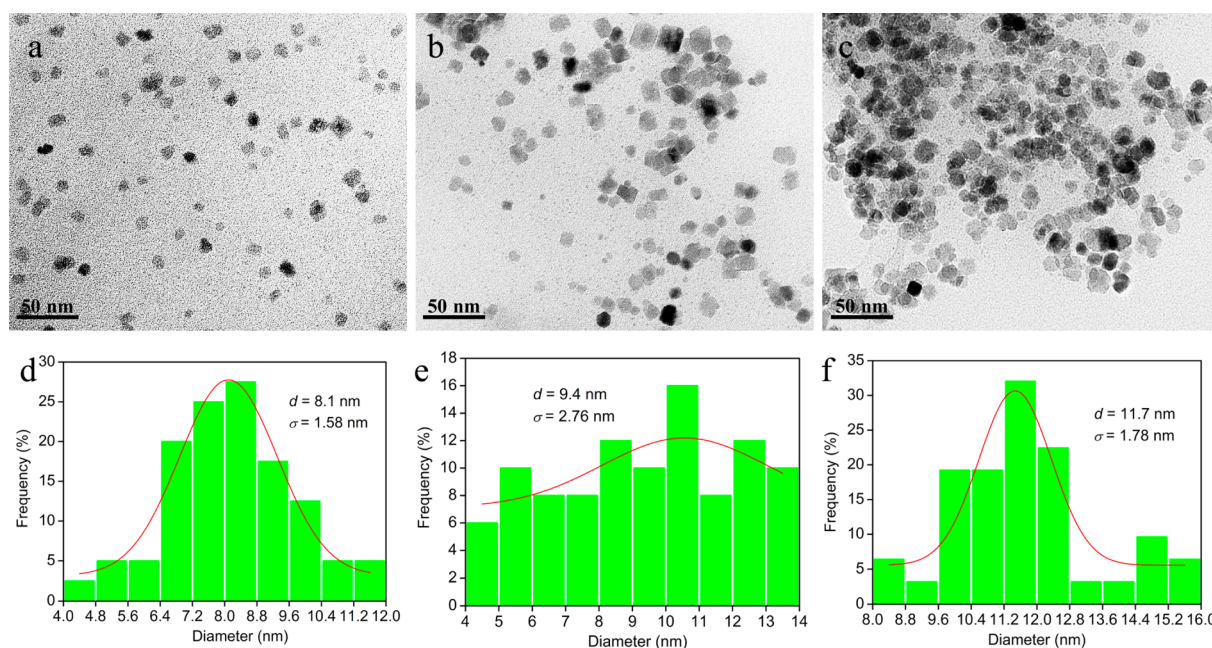 a
50 nm
b
50 nm
c
50 nm
d
Frequency (%)
30
25
20
15
10
5
0
d = 8.1 nm
σ = 1.58 nm
4.0 4.8 5.6 6.4 7.2 8.0 8.8 9.6 10.4 11.2 12.0
Diameter (nm)
e
Frequency (%)
18
16
14
12
10
8
6
4
2
0
d = 9.4 nm
σ = 2.76 nm
4 5 6 7 8 9 10 11 12 13 14
Diameter (nm)
f
Frequency (%)
35
30
25
20
15
10
5
0
d = 11.7 nm
σ = 1.78 nm
8.0 8.8 9.6 10.4 11.2 12.0 12.8 13.6 14.4 15.2 16.0
Diameter (nm)